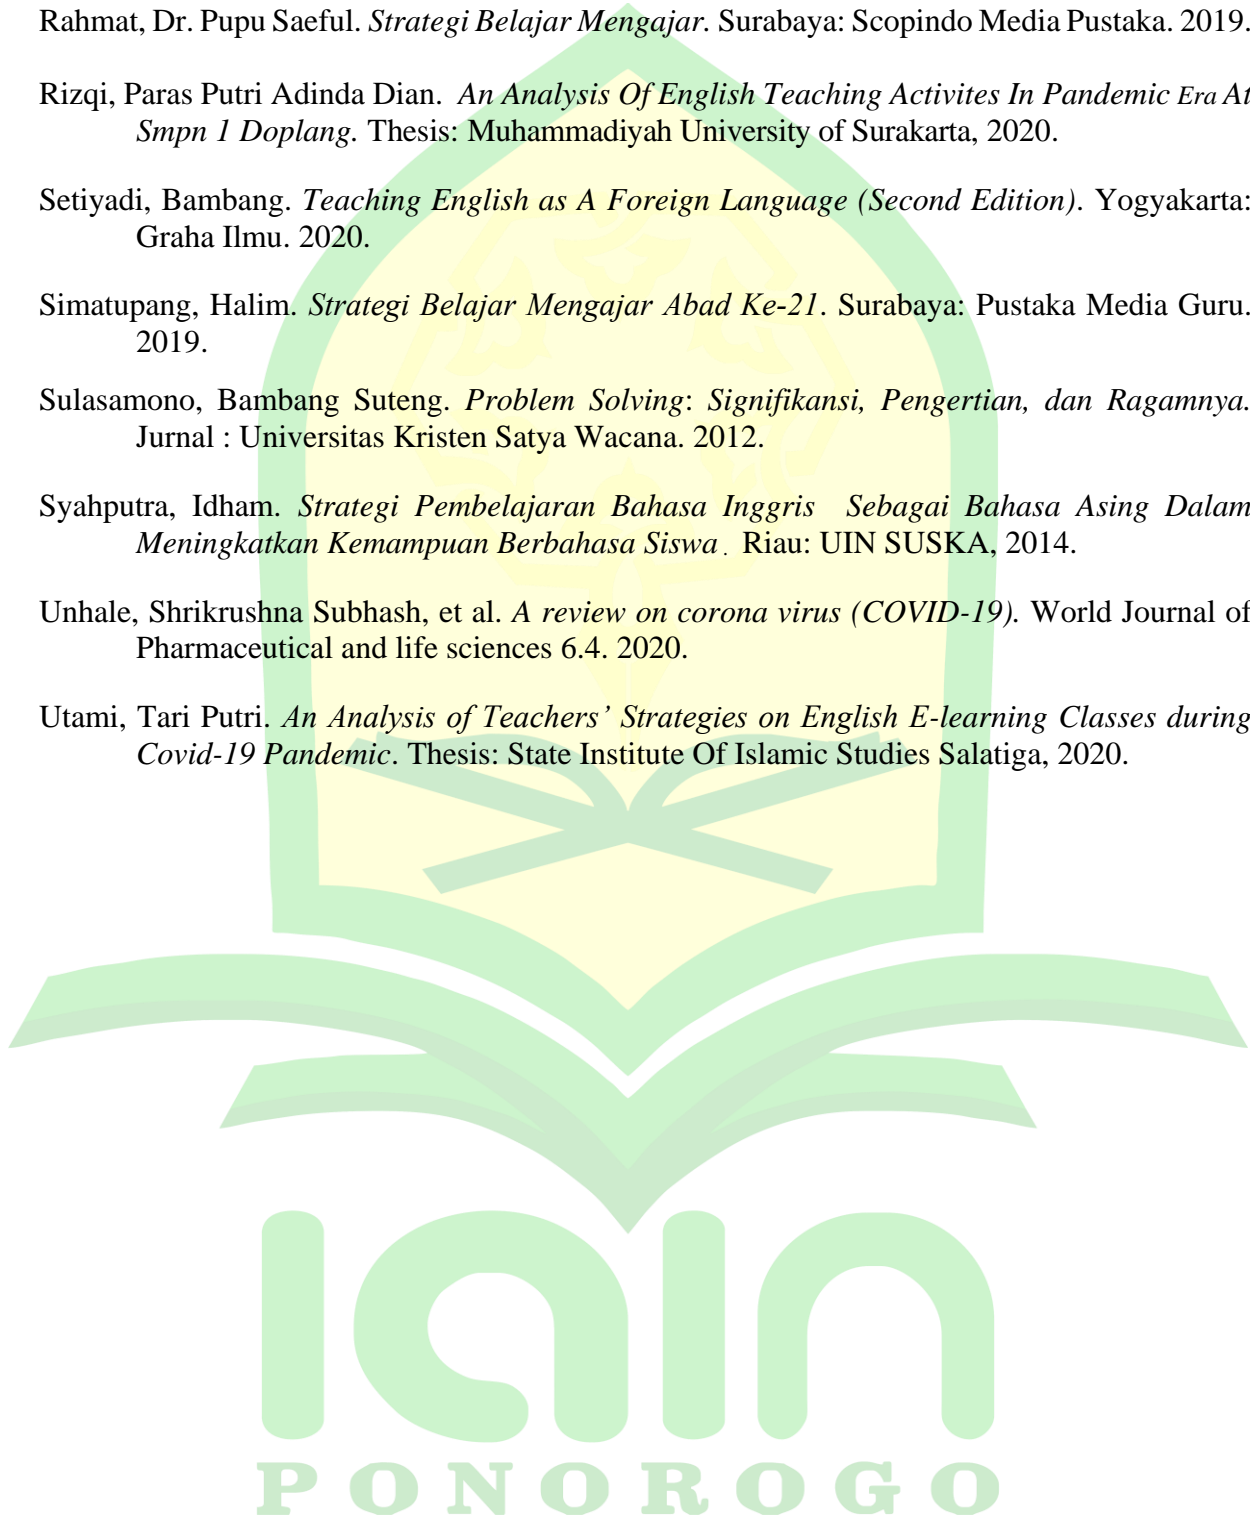 Rahmat, Dr. Pupu Saeful. Strategi Belajar Mengajar. Surabaya: Scopindo Media Pustaka. 2019.
Rizqi, Paras Putri Adinda Dian. An Analysis Of English Teaching Activites In Pandemic Era At
Smpn 1 Doplang. Thesis: Muhammadiyah University of Surakarta, 2020.
Setiyadi, Bambang. Teaching English as A Foreign Language (Second Edition). Yogyakarta:
Graha Ilmu. 2020.
Simatupang, Halim. Strategi Belajar Mengajar Abad Ke-21. Surabaya: Pustaka Media Guru.
2019.
Sulasamono, Bambang Suteng. Problem Solving: Signifikansi, Pengertian, dan Ragamnya.
Jurnal : Universitas Kristen Satya Wacana. 2012.
Syahputra, Idham. Strategi Pembelajaran Bahasa Inggris Sebagai Bahasa Asing Dalam
Meningkatkan Kemampuan Berbahasa Siswa . Riau: UIN SUSKA, 2014.
Unhale, Shrikrushna Subhash, et al. A review on corona virus (COVID-19). World Journal of
Pharmaceutical and life sciences 6.4. 2020.
Utami, Tari Putri. An Analysis of Teachers’ Strategies on English E-learning Classes during
Covid-19 Pandemic. Thesis: State Institute Of Islamic Studies Salatiga, 2020.
iain
PONOROGO